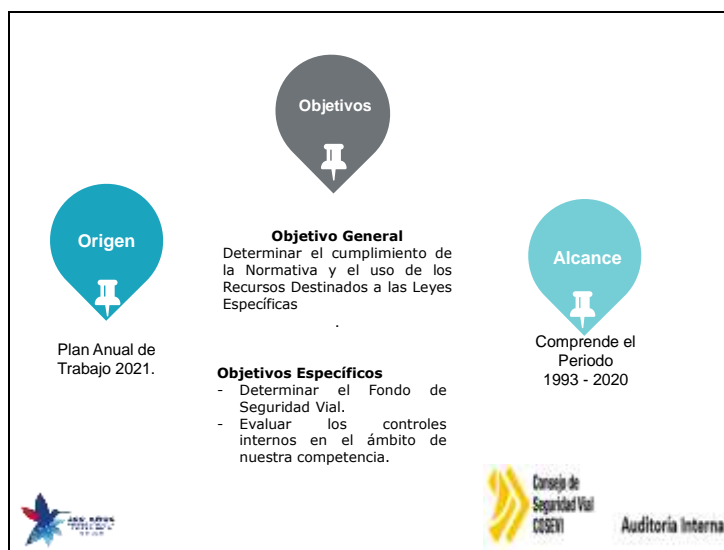 Objetivos
Origen
Plan Anual de
Trabajo 2021.
Objetivo General
Determinar el cumplimiento de
la Normativa y el uso de los
Recursos Destinados a las Leyes
Específicas
.
Objetivos Específicos
- Determinar el Fondo de
Seguridad Vial.
- Evaluar los controles
internos en el ámbito de
nuestra competencia.
Alcance
Comprende el
Periodo
1993 - 2020
Consejo de
Seguridad Vial
COSEVI
Auditoria Interna